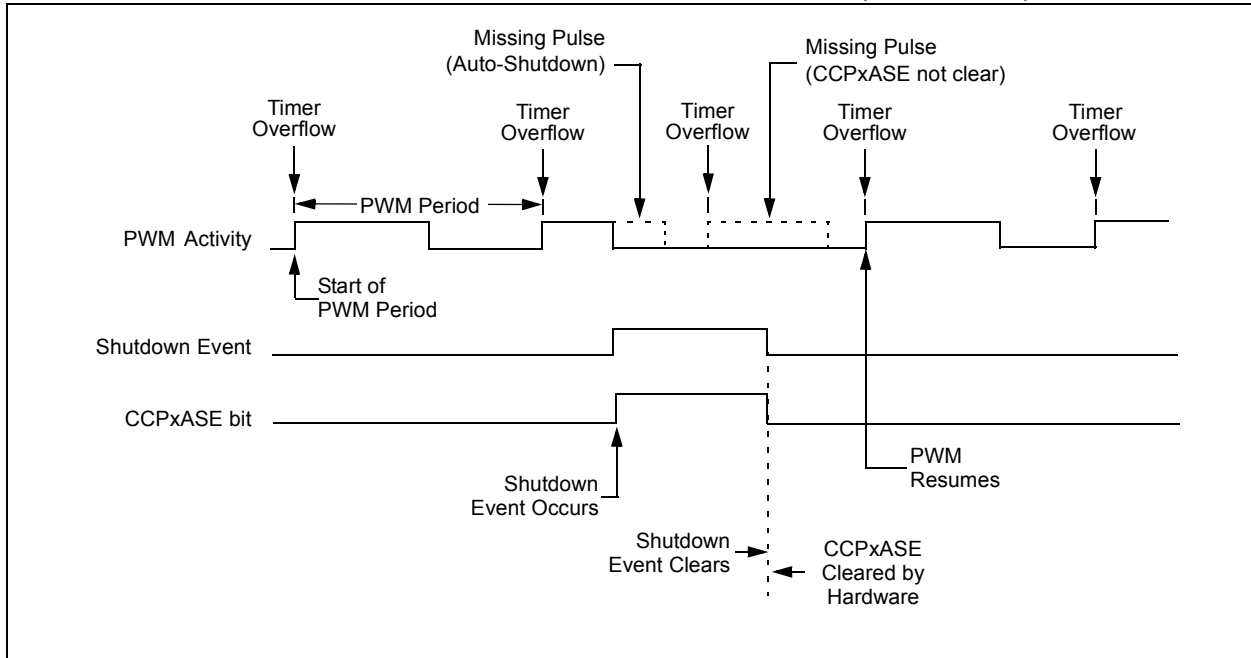 Missing Pulse
(Auto-Shutdown)
Missing Pulse
(CCPxASE not clear)
Timer
Overflow
Timer
Overflow
Timer
Overflow
Timer
Overflow
Timer
Overflow
PWM Period
PWM Activity
Start of
PWM Period
Shutdown Event
CCPxASE bit
Shutdown
Event Occurs
PWM
Resumes
Shutdown
Event Clears
CCPxASE
Cleared by
Hardware